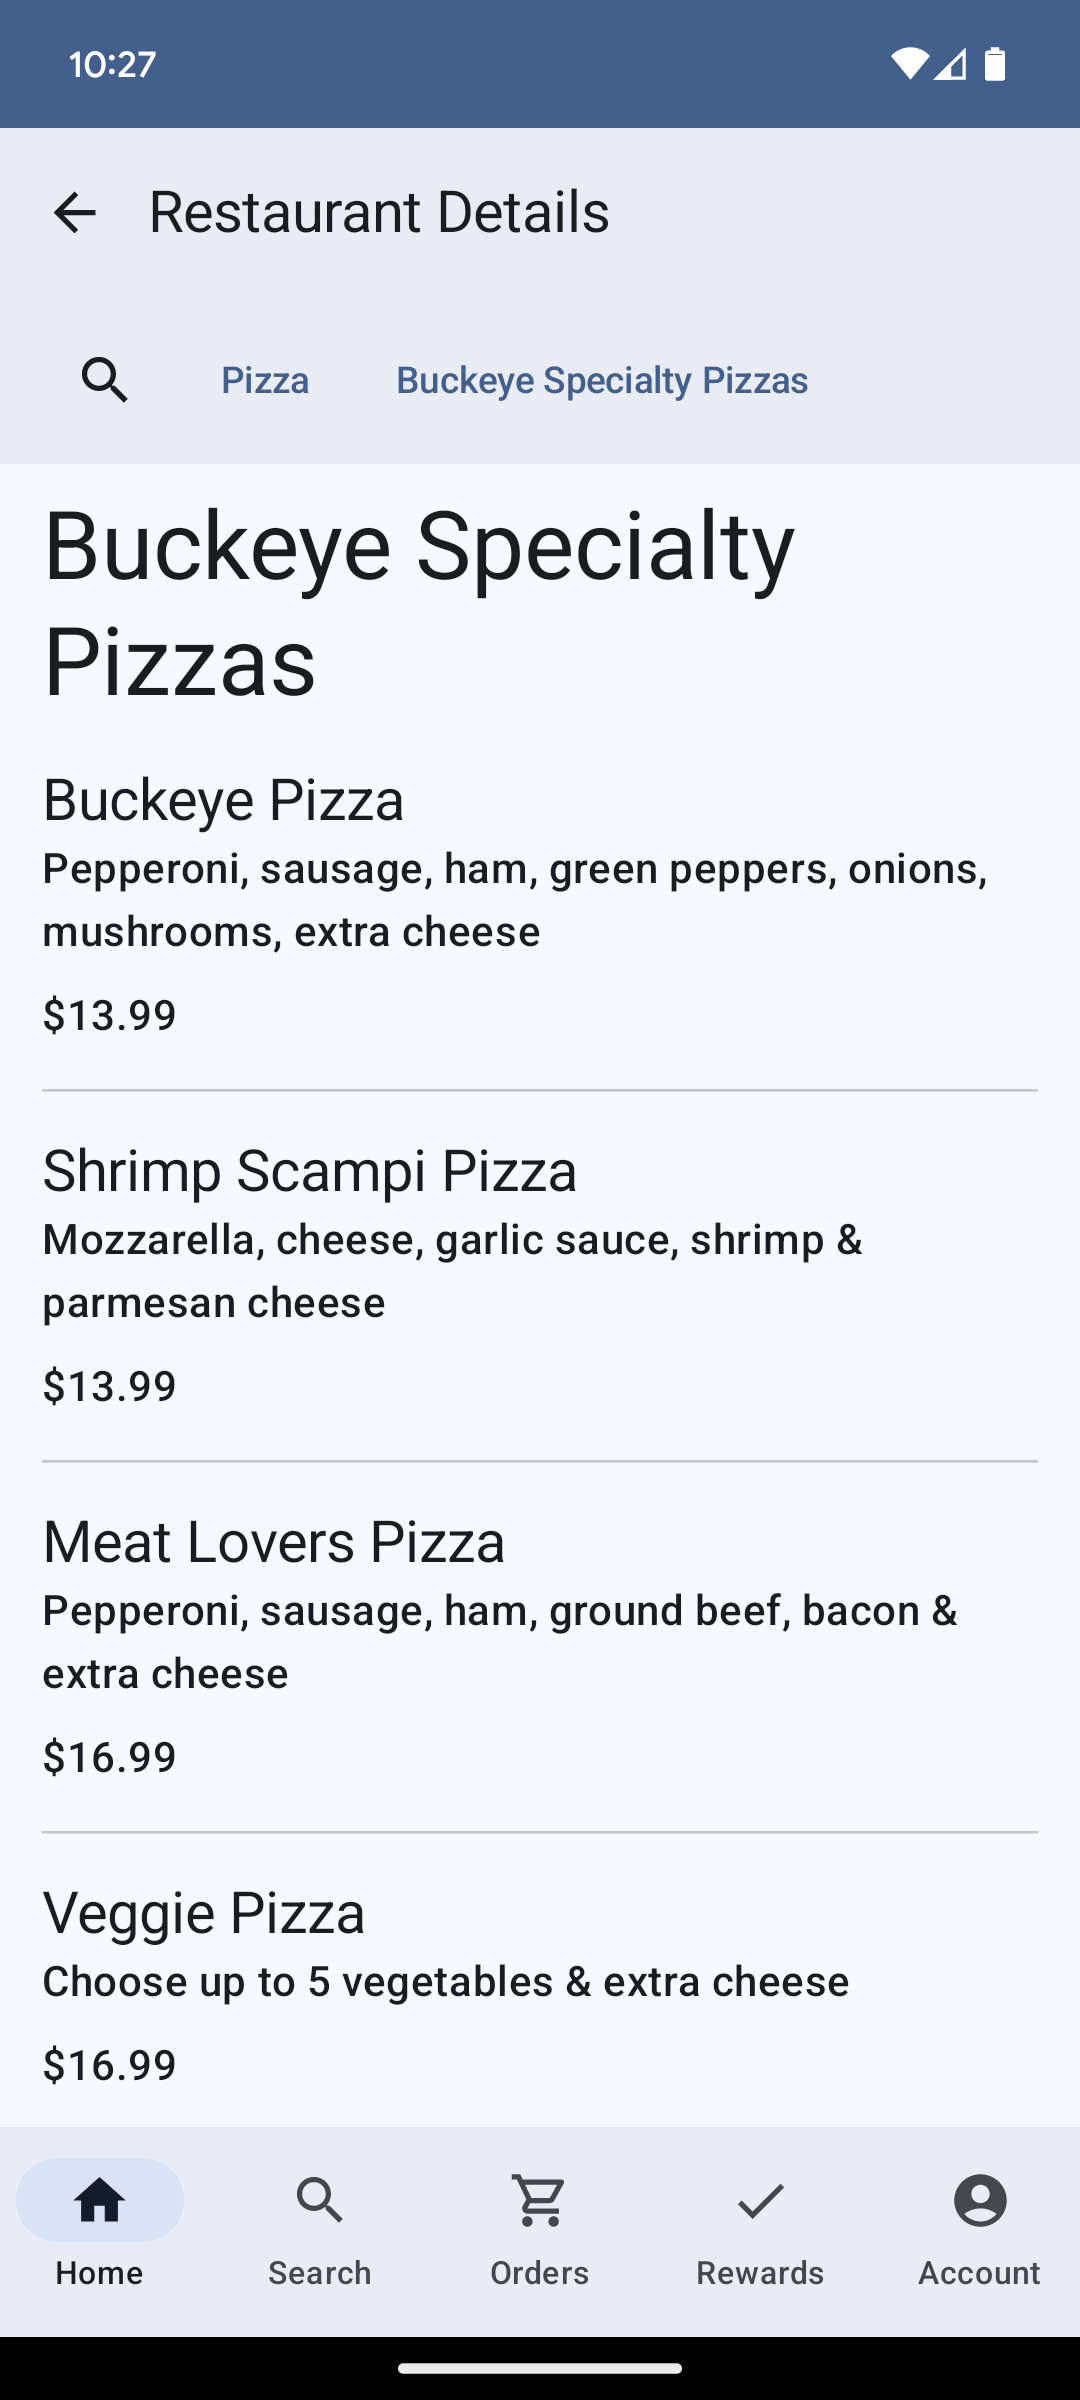 10:27
Restaurant Details
Pizza
Buckeye Specialty Pizzas
Buckeye Specialty
Pizzas
Buckeye Pizza
Pepperoni, sausage, ham, green peppers, onions,
mushrooms, extra cheese
$13.99
Shrimp Scampi Pizza
Mozzarella, cheese, garlic sauce, shrimp &
parmesan cheese
$13.99
Meat Lovers Pizza
Pepperoni, sausage, ham, ground beef, bacon &
extra cheese
$16.99
Veggie Pizza
Choose up to 5 vegetables & extra cheese
$16.99
Home
Search
Orders
Rewards
Account